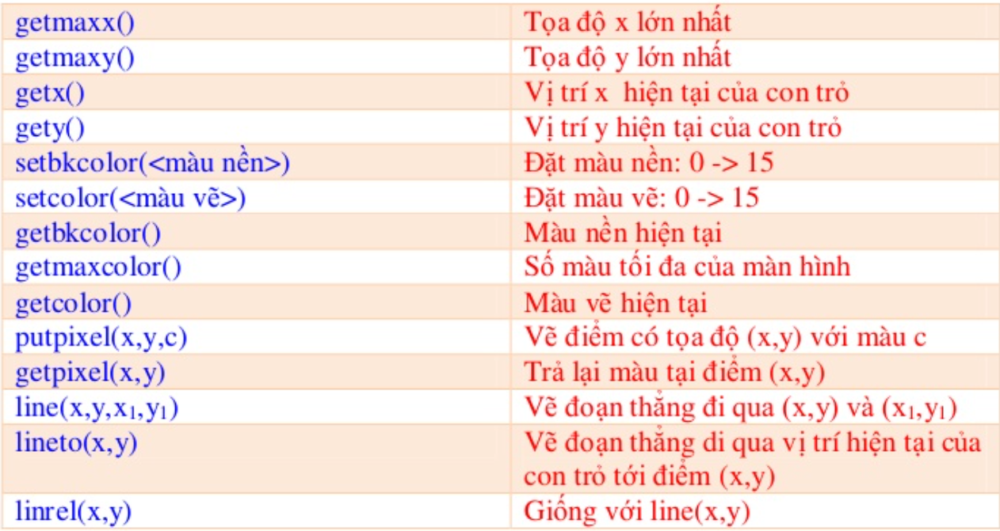 getmaxx() Tọa độ x lớn nhất
getmaxy() Tọa độ y lớn nhất
getx() Vị trí x hiện tại của con trỏ
gety() Vị trí y hiện tại của con trỏ
setbkcolor(<màu nền>) Đặt màu nền: 0 -> 15
setcolor(<màu vẽ>) Đặt màu vẽ: 0 -> 15
getbkcolor() Màu nền hiện tại
getmaxcolor() Số màu tối đa của màn hình
getcolor() Màu vẽ hiện tại
putpixel(x,y,c) Vẽ điểm có tọa độ (x,y) với màu c
getpixel(x,y) Trả lại màu tại điểm (x,y)
line(x,y,x₁,y₁) Vẽ đoạn thẳng đi qua (x,y) và (x₁,y₁)
lineto(x,y) Vẽ đoạn thẳng di qua vị trí hiện tại của
con trỏ tới điểm (x,y)
linrel(x,y) Giống với line(x,y)